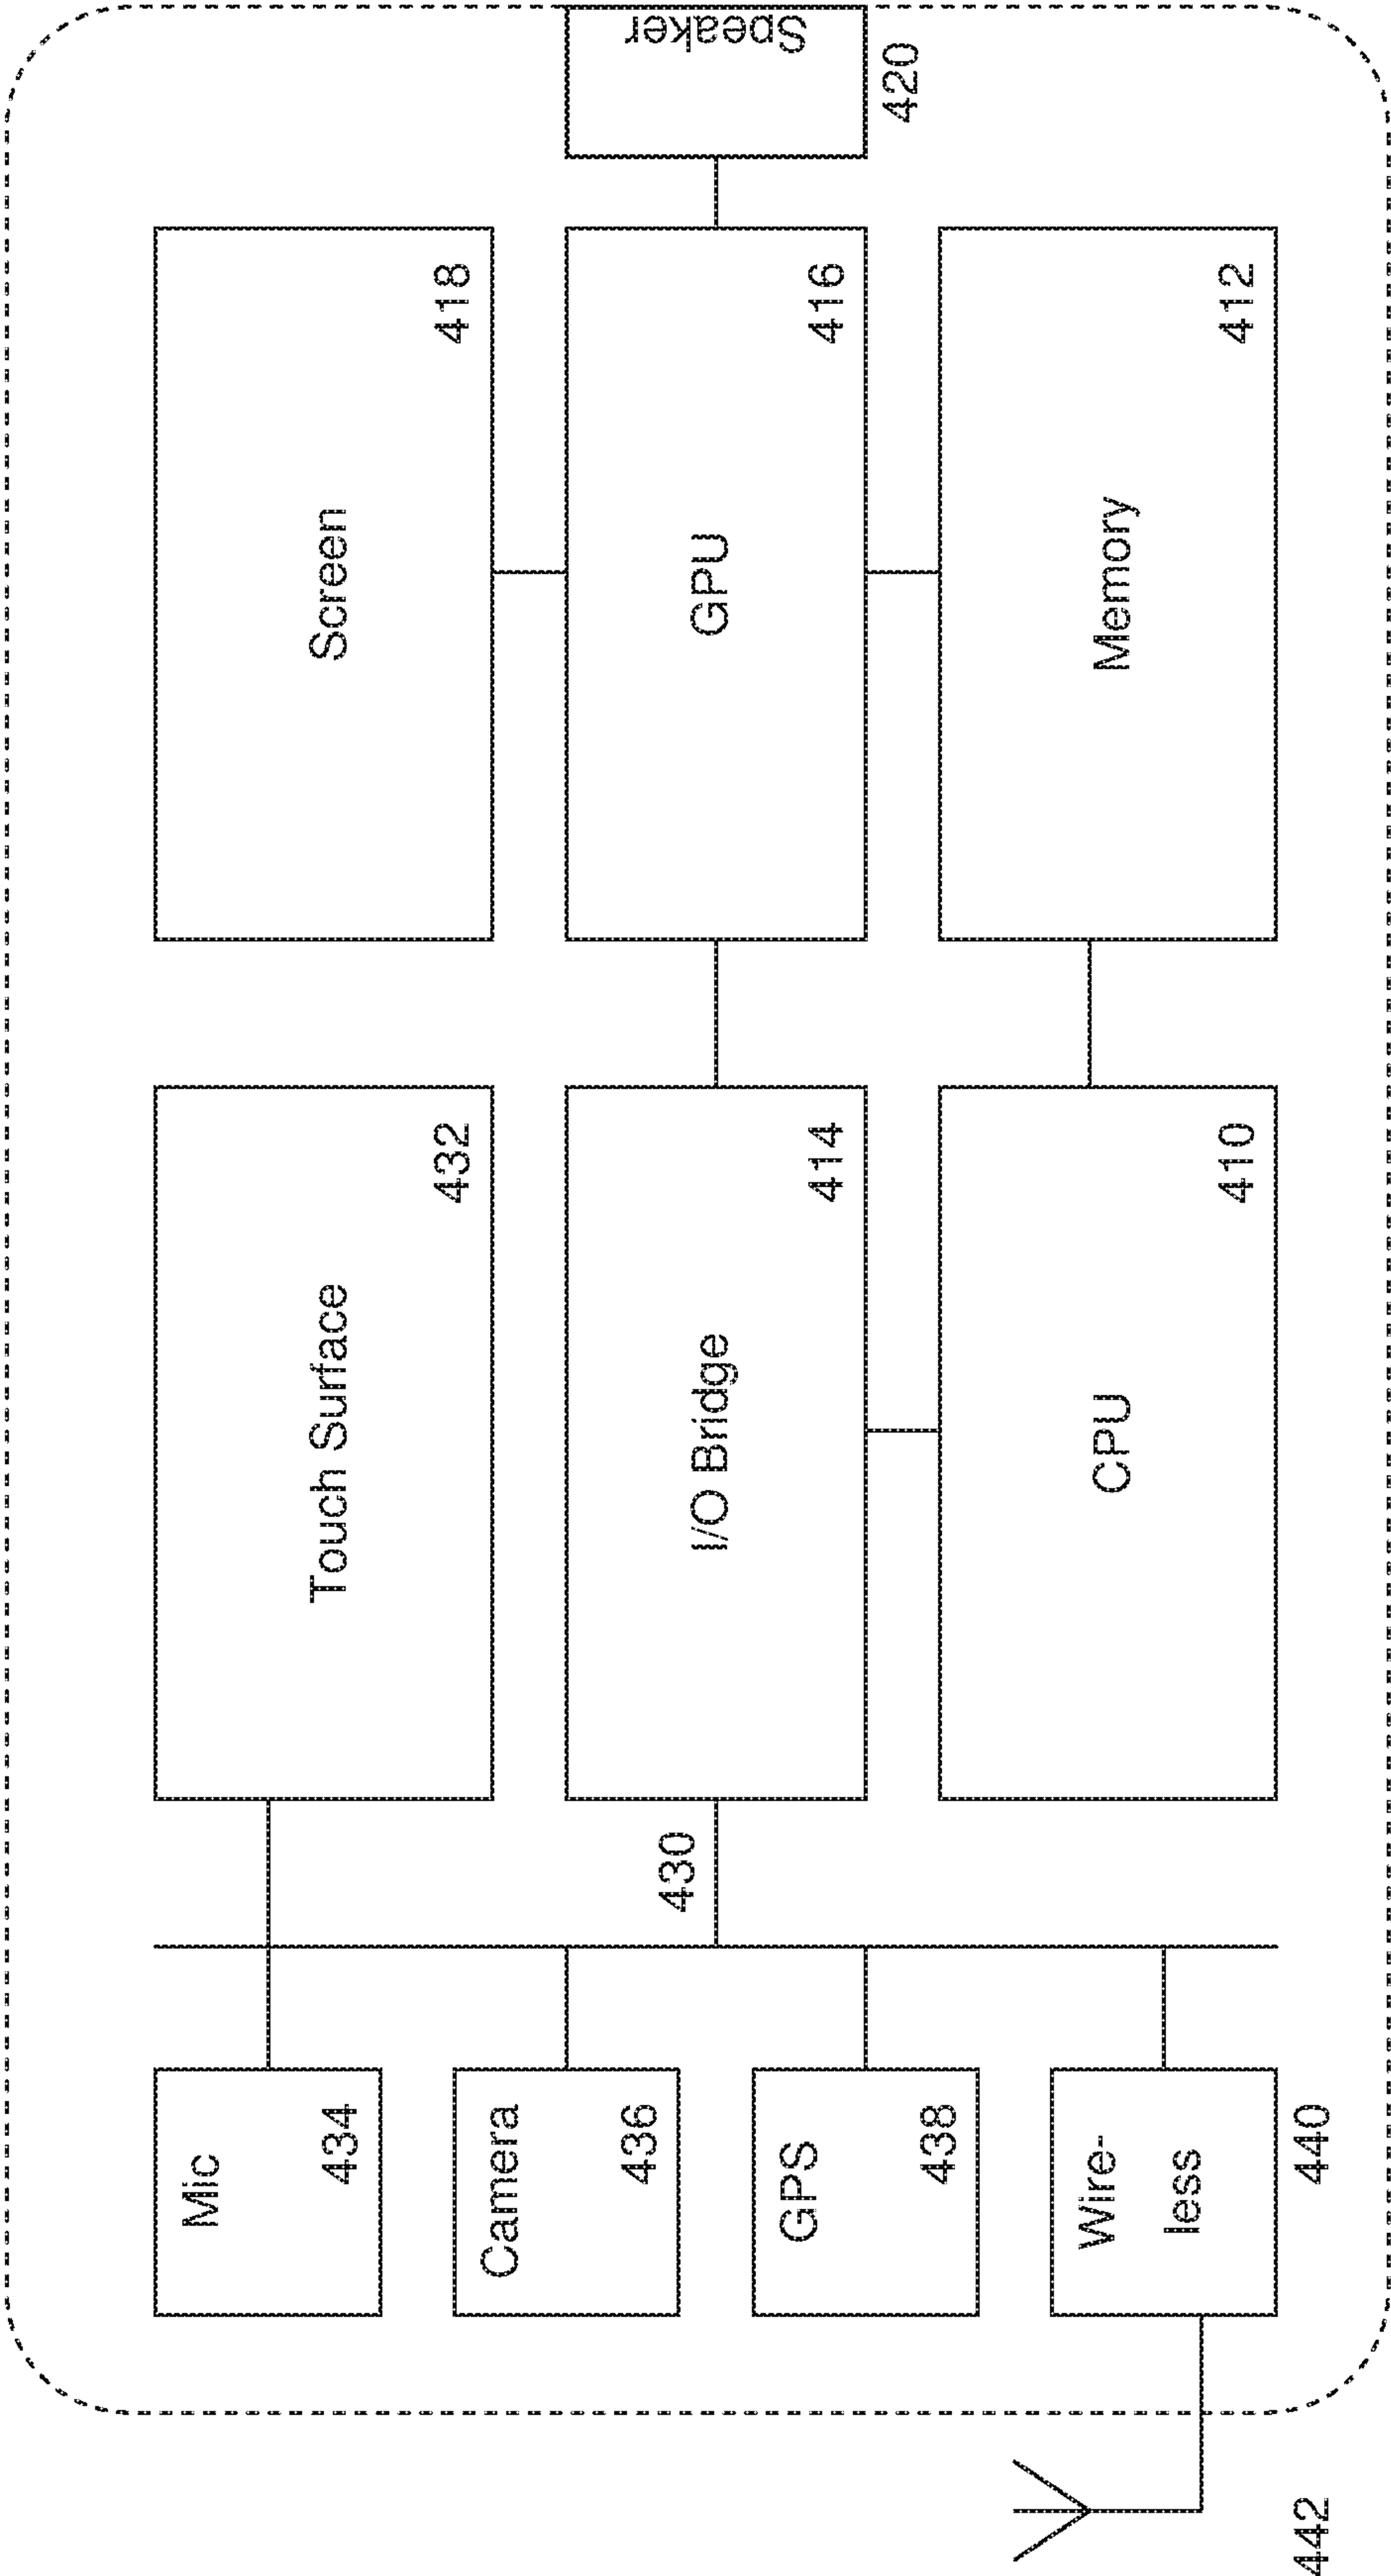 Mic
434
Camera
436
GPS
438
Wire-
less
440
442
430
Touch Surface
432
I/O Bridge
414
CPU
410
Screen
418
GPU
416
Memory
412
Speaker
420